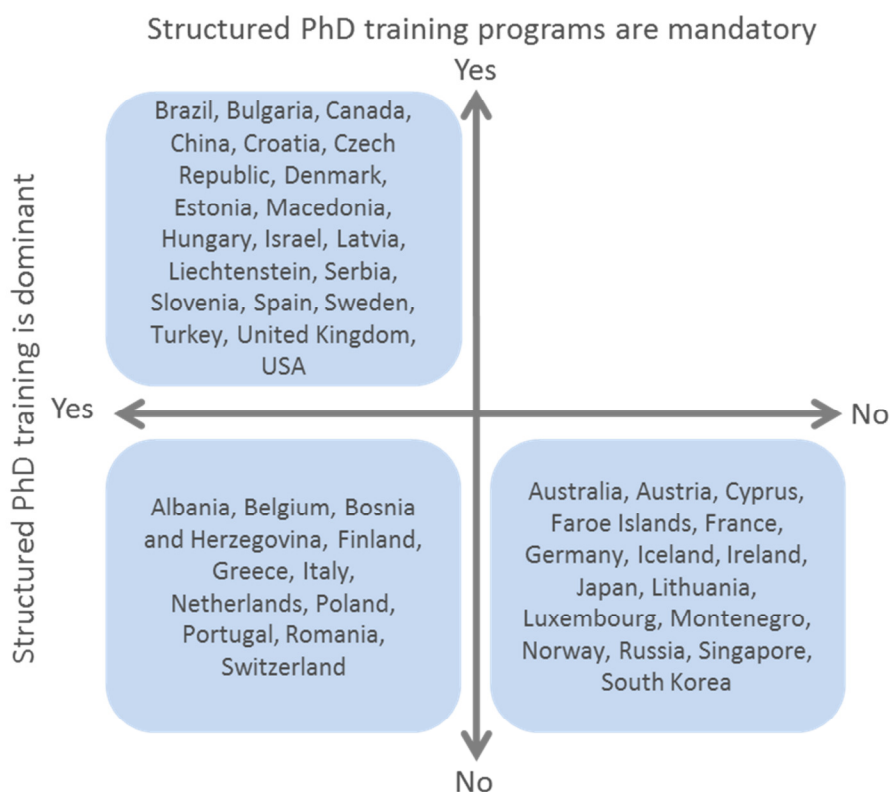 Structured PhD training programs are mandatory
Yes
Brazil, Bulgaria, Canada,
China, Croatia, Czech
Republic, Denmark,
Estonia, Macedonia,
Hungary, Israel, Latvia,
Liechtenstein, Serbia,
Slovenia, Spain, Sweden,
Turkey, United Kingdom,
USA
Structured PhD training is dominant
Yes
No
Albania, Belgium, Bosnia
and Herzegovina, Finland,
Greece, Italy,
Netherlands, Poland,
Portugal, Romania,
Switzerland
Australia, Austria, Cyprus,
Faroe Islands, France,
Germany, Iceland, Ireland,
Japan, Lithuania,
Luxembourg, Montenegro,
Norway, Russia, Singapore,
South Korea
No